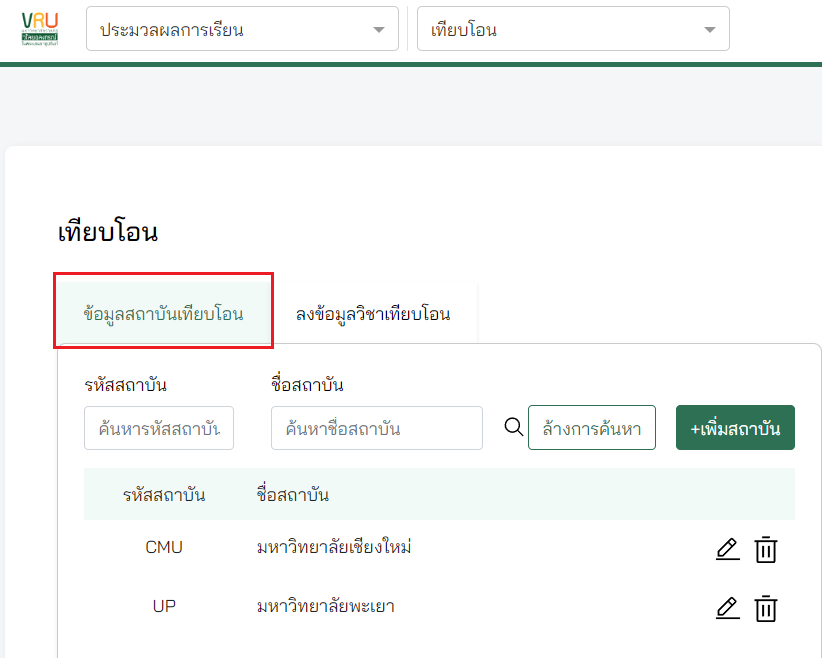 VRU
ประมวลผลการเรียน
เทียบโอน
เทียบโอน
ข้อมูลสถาบันเทียบโอน
ลงข้อมูลวิชาเทียบโอน
รหัสสถาบัน
ชื่อสถาบัน
ค้นหารหัสสถาบัน
ค้นหาชื่อสถาบัน
ล้างการค้นหา
+เพิ่มสถาบัน
รหัสสถาบัน
ชื่อสถาบัน
CMU
มหาวิทยาลัยเชียงใหม่
UP
มหาวิทยาลัยพะเยา